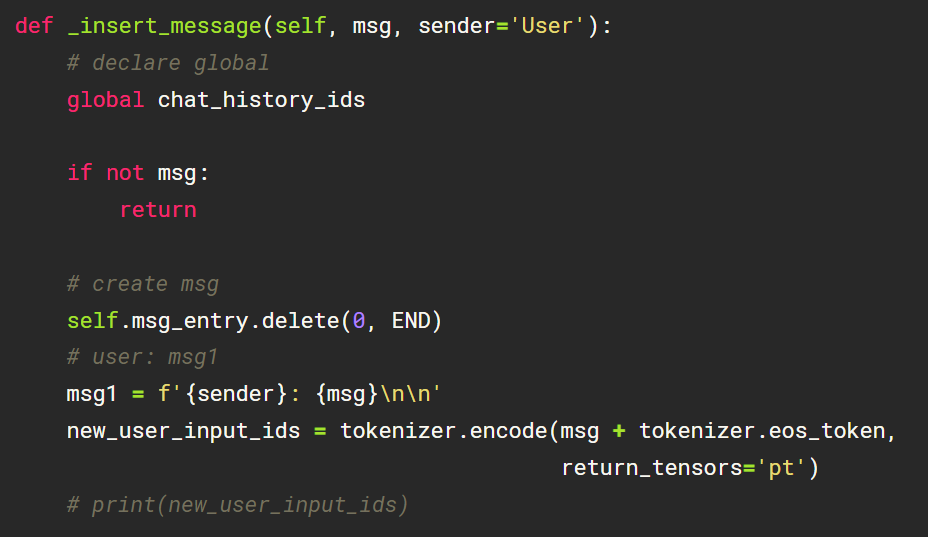 def _insert_message(self, msg, sender='User'):
    # declare global
    global chat_history_ids

    if not msg:
        return

    # create msg
    self.msg_entry.delete(0, END)
    # user: msg1
    msg1 = f'{sender}: {msg}\n\n'
    new_user_input_ids = tokenizer.encode(msg + tokenizer.eos_token,
                                          return_tensors='pt')
    # print(new_user_input_ids)